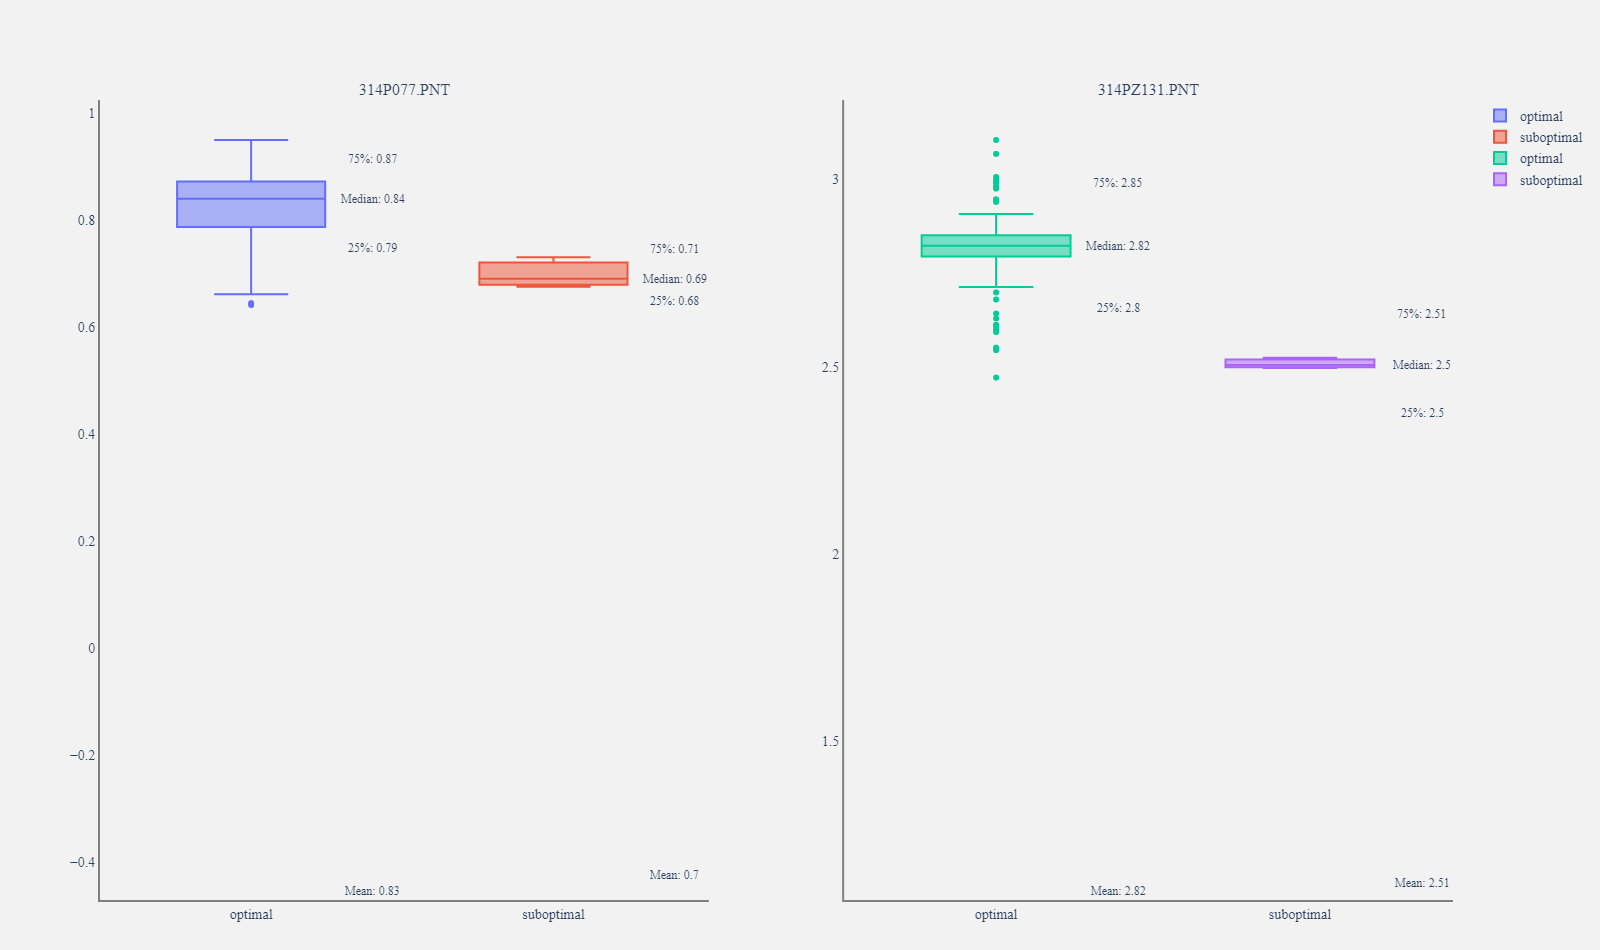 314P077.PNT
1
0.8
0.6
0.4
0.2
0
−0.2
−0.4
75%: 0.87
Median: 0.84
25%: 0.79
75%: 0.71
Median: 0.69
25%: 0.68
Mean: 0.83
Mean: 0.7
optimal
suboptimal
314PZ131.PNT
3
2.5
2
1.5
75%: 2.85
Median: 2.82
25%: 2.8
75%: 2.51
Median: 2.5
25%: 2.5
Mean: 2.82
Mean: 2.51
optimal
suboptimal
optimal
suboptimal
optimal
suboptimal